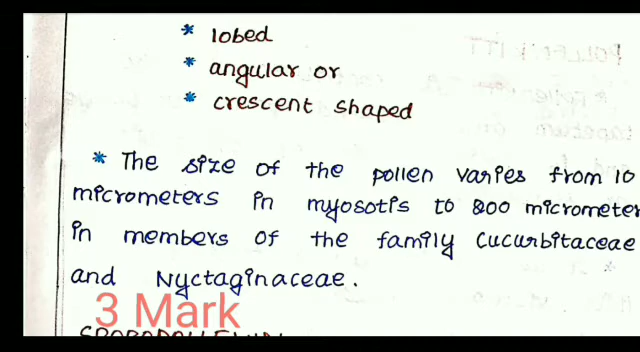 * lobed
* angular or
* crescent shaped
* The size of the pollen varies from 10
micrometers in myosotis to 200 micrometer
in members of the family Cucurbitaceae
and Nyctaginaceae.
3 Mark